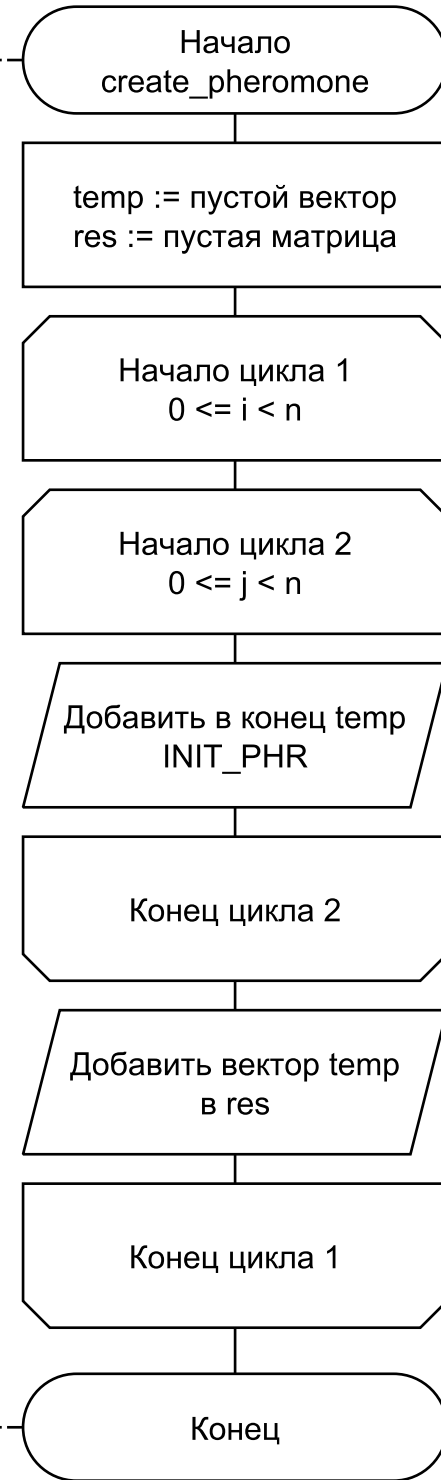 Начало
create_pheromone
temp := пустой вектор
res := пустая матрица
Начало цикла 1
0 <= i < n
Начало цикла 2
0 <= j < n
Добавить в конец temp
INIT_PHR
Конец цикла 2
Добавить вектор temp
в res
Конец цикла 1
Конец